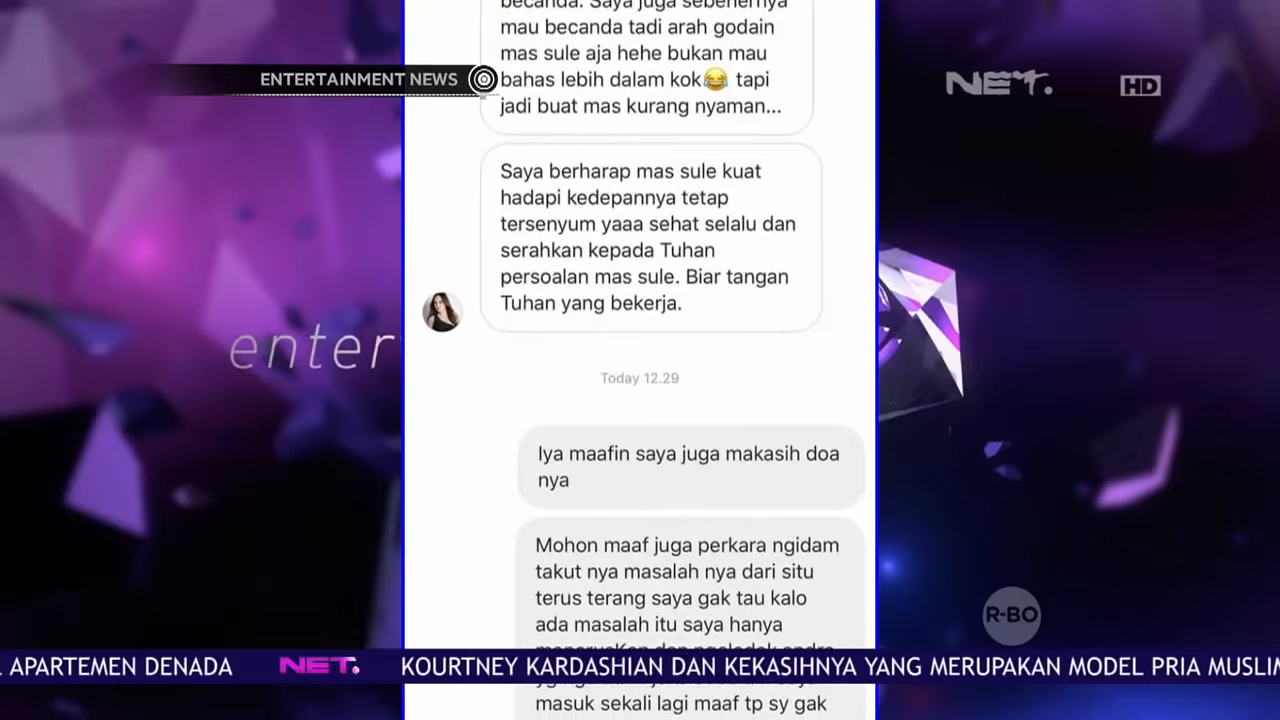 becanda. Saya juga sebenernya
mau becanda tadi arah godain
mas sule aja hehe bukan mau
bahas lebih dalam kok😂 tapi
jadi buat mas kurang nyaman...
ENTERTAINMENT NEWS
NET.
HD
Saya berharap mas sule kuat
hadapi kedepannya tetap
tersenyum yaaa sehat selalu dan
serahkan kepada Tuhan
persoalan mas sule. Biar tangan
Tuhan yang bekerja.
enter
Today 12.29
Iya maafin saya juga makasih doa
nya
Mohon maaf juga perkara ngidam
takut nya masalah nya dari situ
terus terang saya gak tau kalo
ada masalah itu saya hanya
R-BO
APARTEMEN DENADA
NET.
KOURTNEY KARDASHIAN DAN KEKASIHNYA YANG MERUPAKAN MODEL PRIA MUSLI
masuk sekali lagi maaf tp sy gak